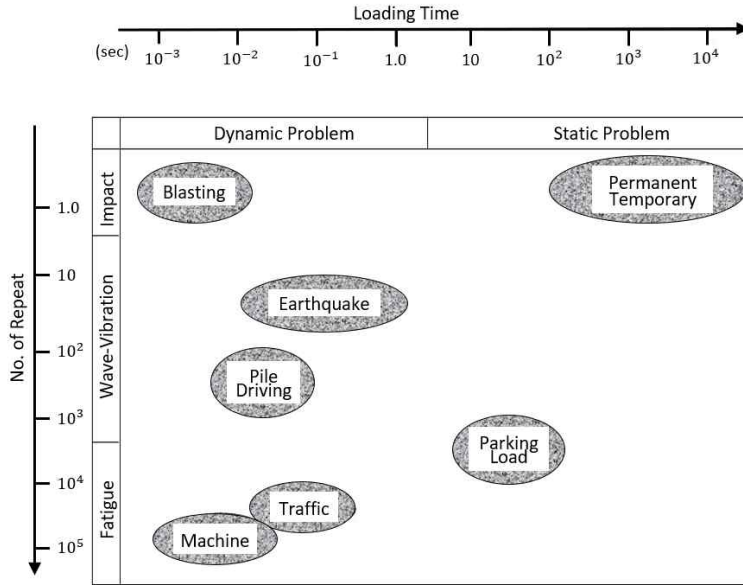 Loading Time
(sec) 10⁻³ 10⁻² 10⁻¹ 1.0 10 10² 10³ 10⁴
Dynamic Problem Static Problem
No. of Repeat
1.0
10
10²
10³
10⁴
10⁵
Impact
Wave-Vibration
Fatigue
Blasting
Permanent
Temporary
Earthquake
Pile
Driving
Parking
Load
Traffic
Machine